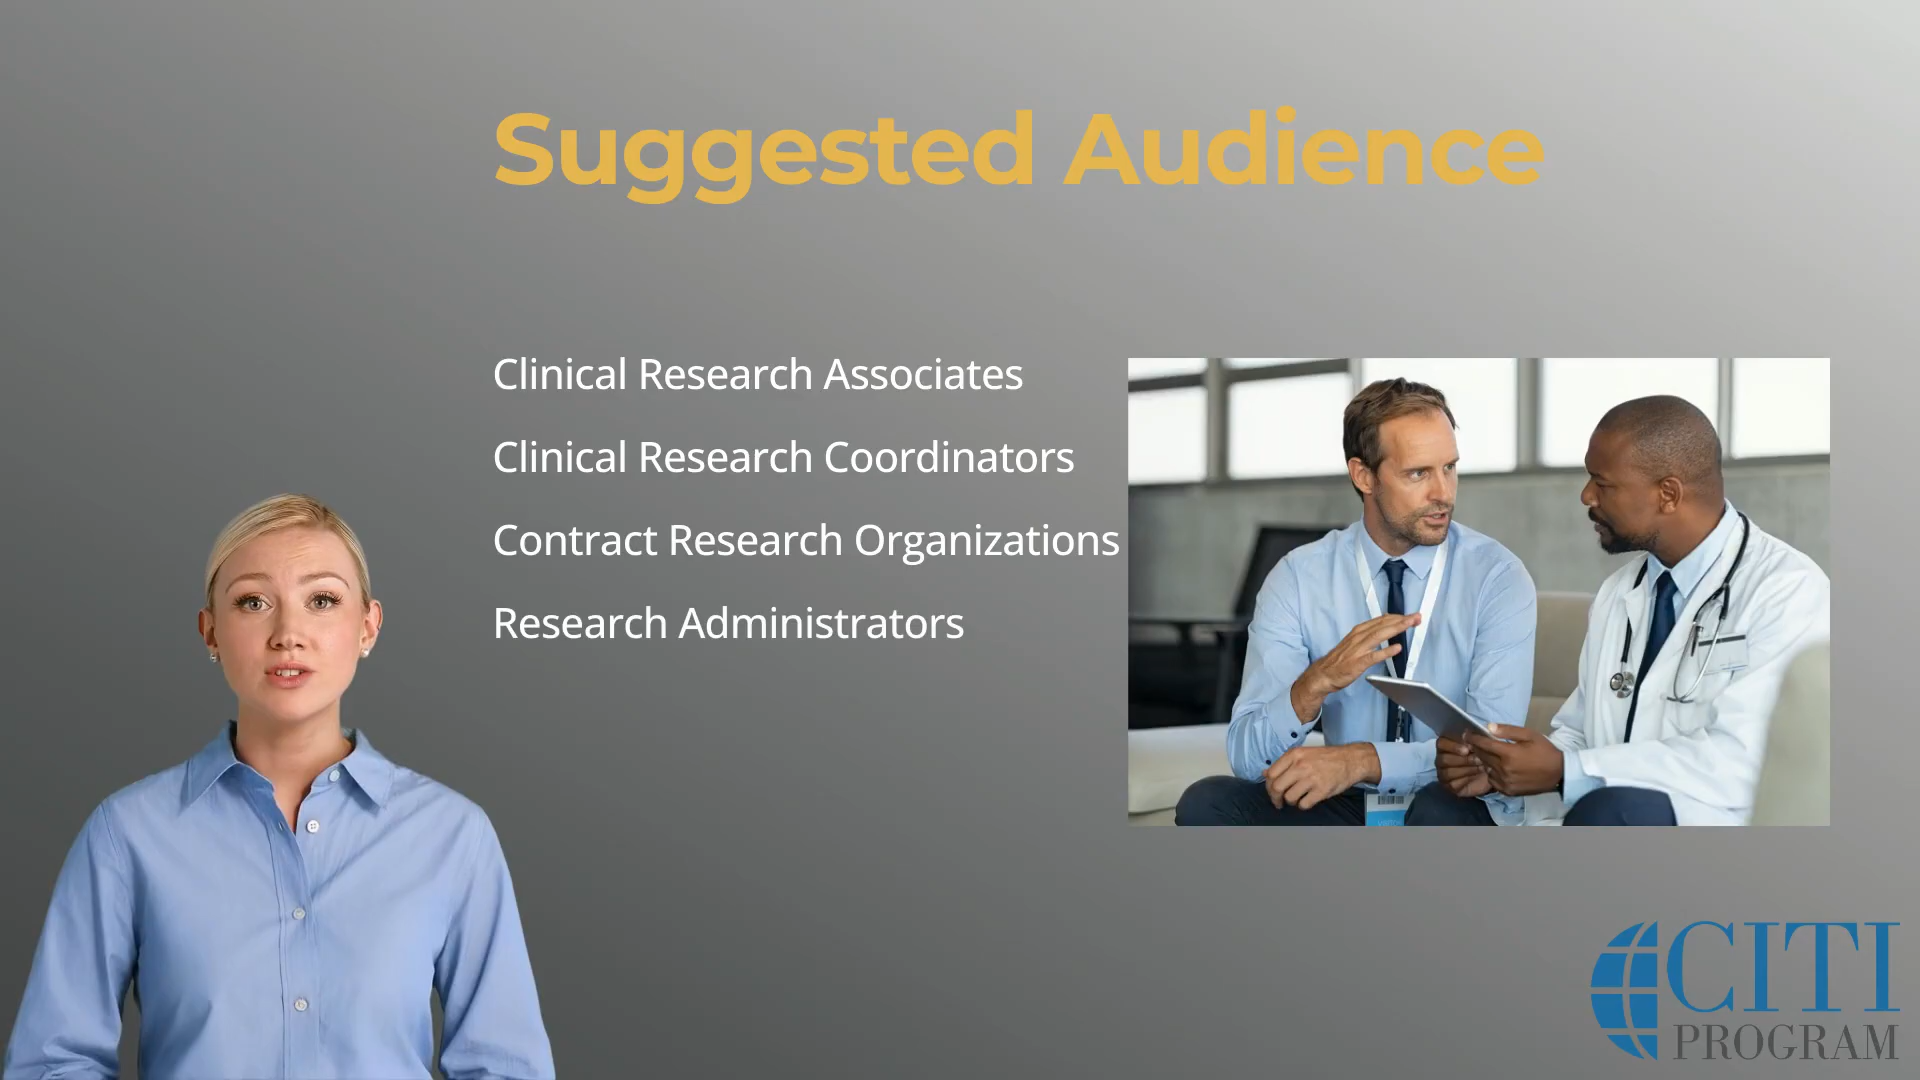 Suggested Audience
Clinical Research Associates
Clinical Research Coordinators
Contract Research Organizations
Research Administrators
CITI
PROGRAM